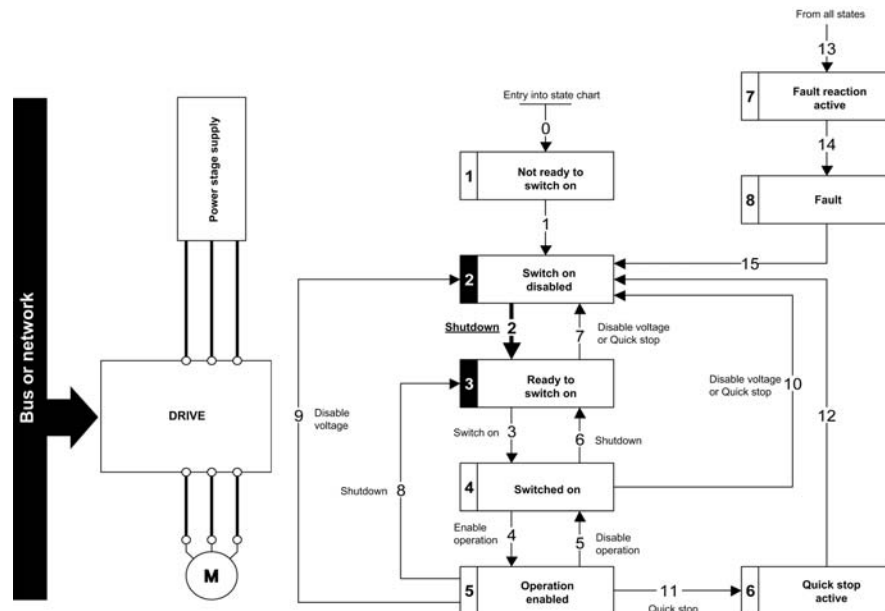 Bus or network
Power stage supply
DRIVE
M
From all states
13
7
Fault reaction
active
14
8
Fault
15
Entry into state chart
0
1
Not ready to
switch on
1
2
Switch on
disabled
Shutdown
2
7
Disable voltage
or Quick stop
3
Ready to
switch on
Switch on
3
6
Shutdown
4
Switched on
Enable
operation
4
5
Disable
operation
5
Operation
enabled
9
Disable
voltage
Shutdown
8
Disable voltage
or Quick stop
10
12
11
Quick stop
6
Quick stop
active